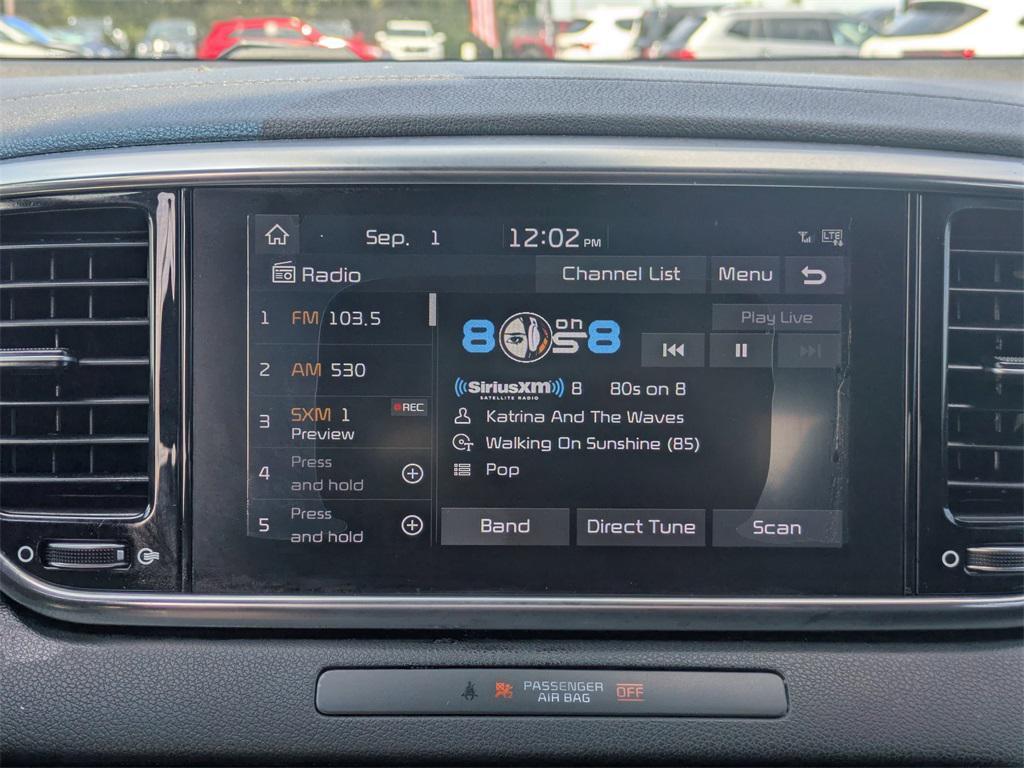 Sep. 1 12:02 PM LTE
Radio Channel List Menu
1 FM 103.5
2 AM 530
3 SXM 1 REC
Preview
4 Press
and hold
5 Press
and hold
80s on 8
Play Live
SiriusXM 8 80s on 8
SATELLITE RADIO
Katrina And The Waves
Walking On Sunshine (85)
Pop
Band Direct Tune Scan
PASSENGER
AIR BAG OFF